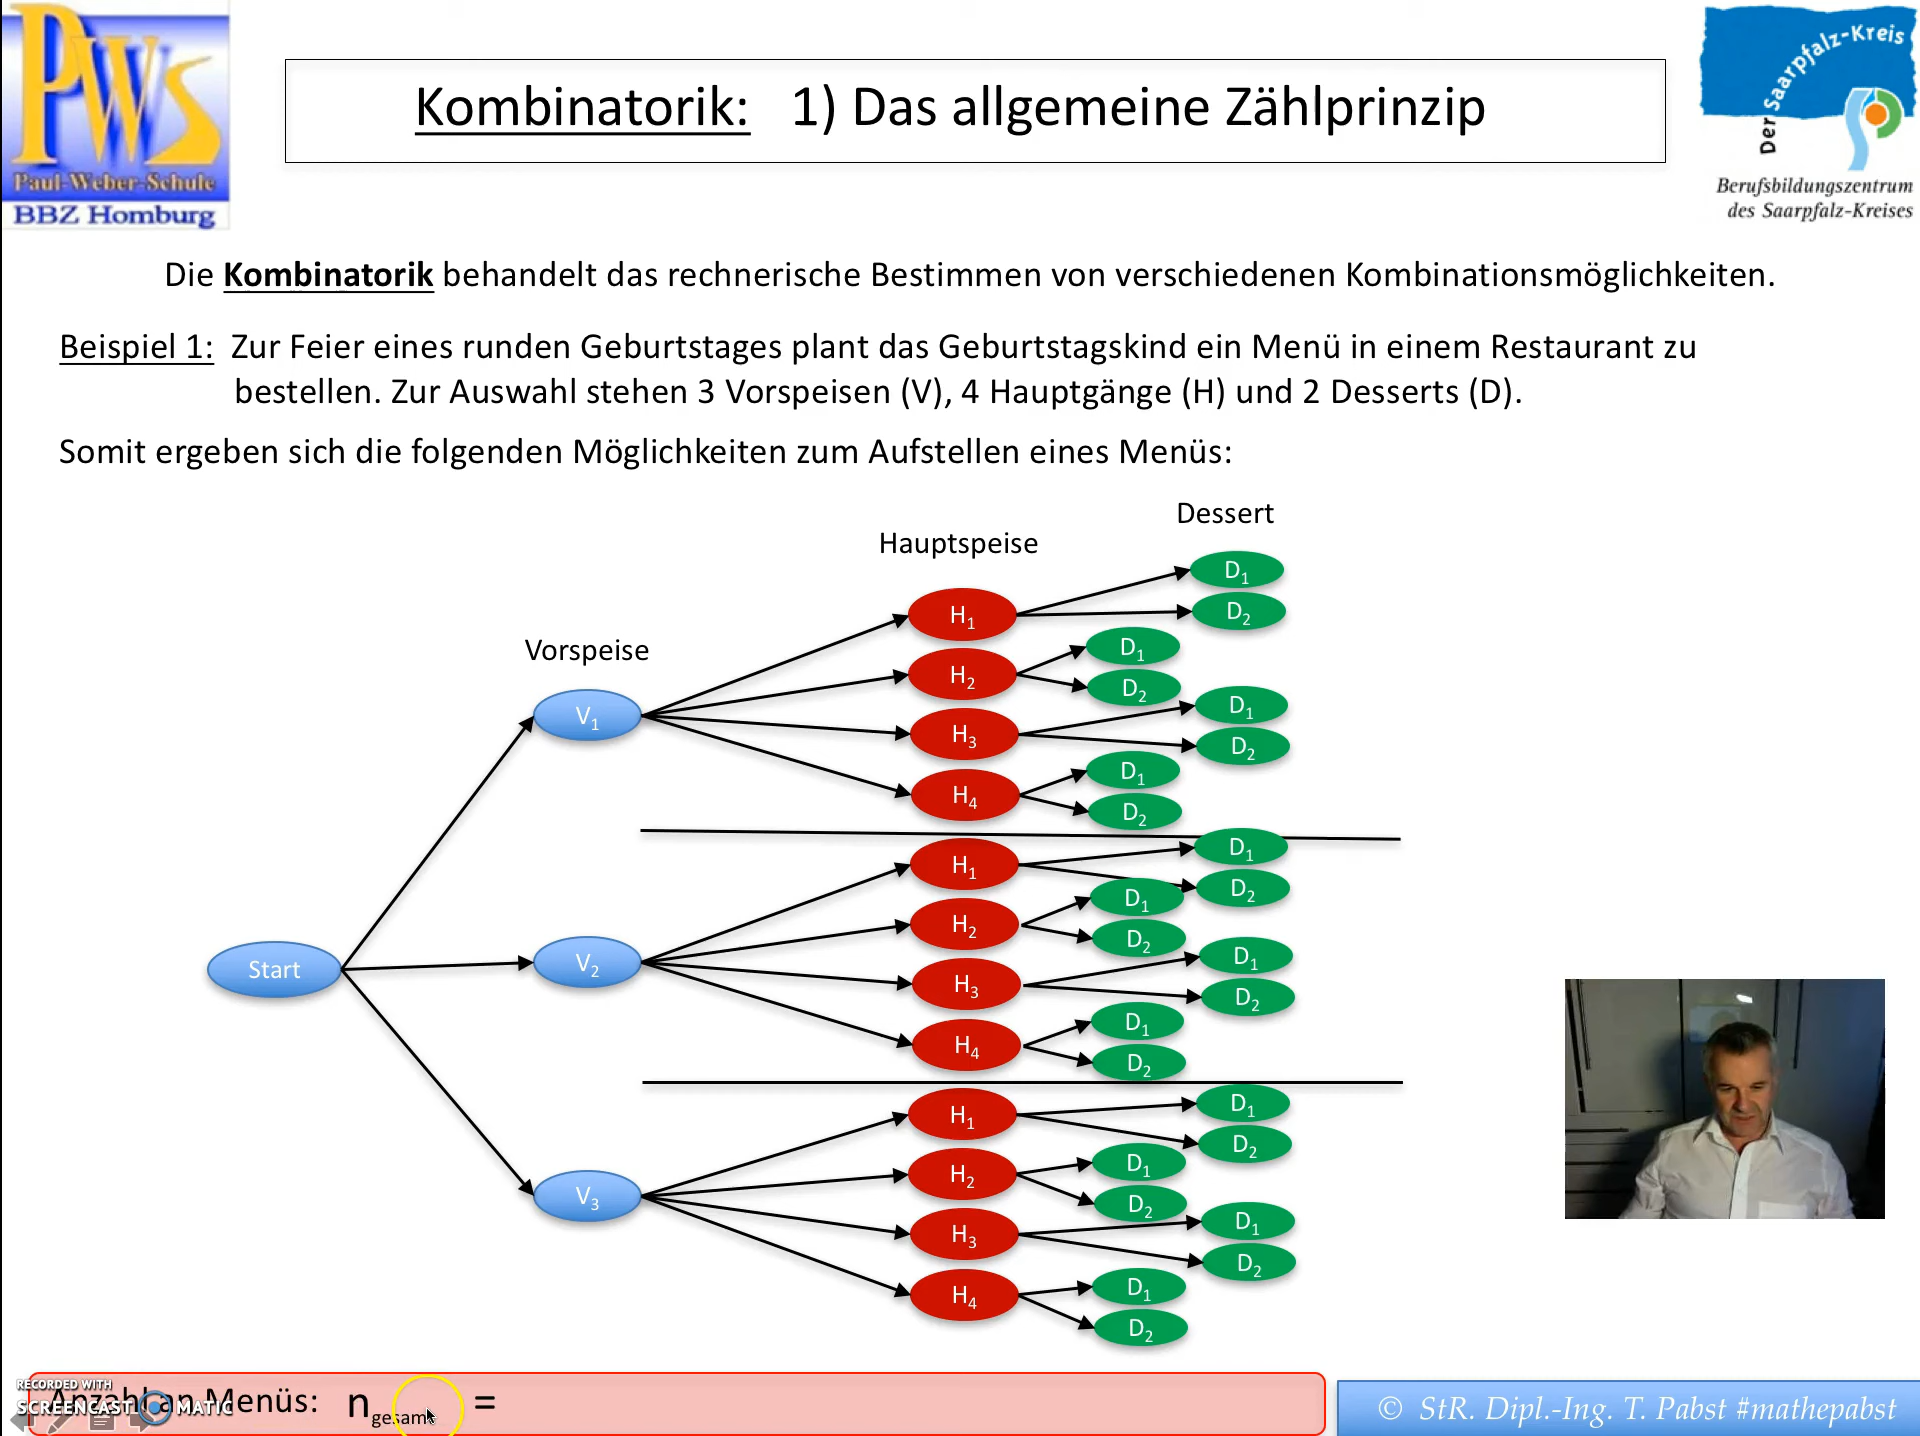 PWS
Paul-Weber-Schule
BBZ Homburg
Kombinatorik: 1) Das allgemeine Zählprinzip
Der Saarpfalz-Kreis
Berufsbildungszentrum
des Saarpfalz-Kreises
Die Kombinatorik behandelt das rechnerische Bestimmen von verschiedenen Kombinationsmöglichkeiten.
Beispiel 1: Zur Feier eines runden Geburtstages plant das Geburtstagskind ein Menü in einem Restaurant zu
bestellen. Zur Auswahl stehen 3 Vorspeisen (V), 4 Hauptgänge (H) und 2 Desserts (D).
Somit ergeben sich die folgenden Möglichkeiten zum Aufstellen eines Menüs:
Dessert
Hauptspeise
Vorspeise
Start
V1
H1
D1
D2
H2
D1
D2
H3
D1
D2
H4
D1
D2
V2
H1
D1
D2
H2
D1
D2
H3
D1
D2
H4
D1
D2
V3
H1
D1
D2
H2
D1
D2
H3
D1
D2
H4
D1
D2
Anzahl an Menüs: n gesamt =
RECORDED WITH
SCREENCAST MATIC
© StR. Dipl.-Ing. T. Pabst #mathepabst